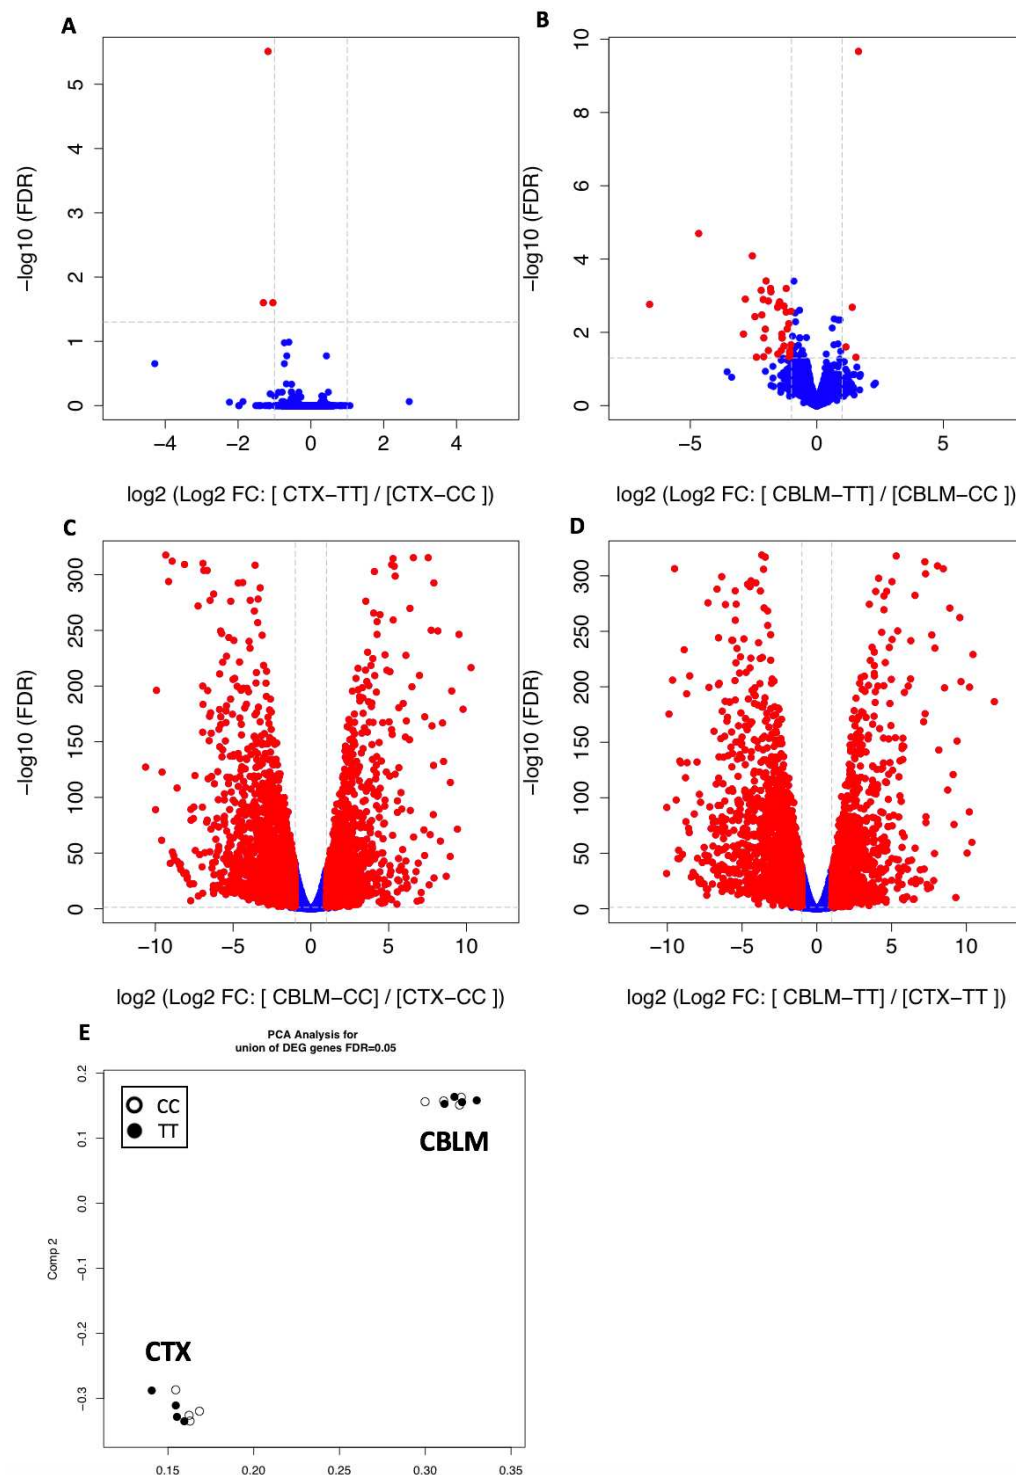 A
−log10 (FDR)
5
4
3
2
1
0
−4 −2 0 2 4
log2 (Log2 FC: [ CTX−TT] / [CTX−CC ])
B
−log10 (FDR)
10
8
6
4
2
0
−5 0 5
log2 (Log2 FC: [ CBLM−TT] / [CBLM−CC ])
C
−log10 (FDR)
300
250
200
150
100
50
0
−10 −5 0 5 10
log2 (Log2 FC: [ CBLM−CC] / [CTX−CC ])
D
−log10 (FDR)
300
250
200
150
100
50
0
−10 −5 0 5 10
log2 (Log2 FC: [ CBLM−TT] / [CTX−TT ])
E
PCA Analysis for
union of DEG genes FDR=0.05
Comp 2
0.2
0.1
0.0
−0.1
−0.2
−0.3
CC
TT
CBLM
CTX
0.15 0.20 0.25 0.30 0.35